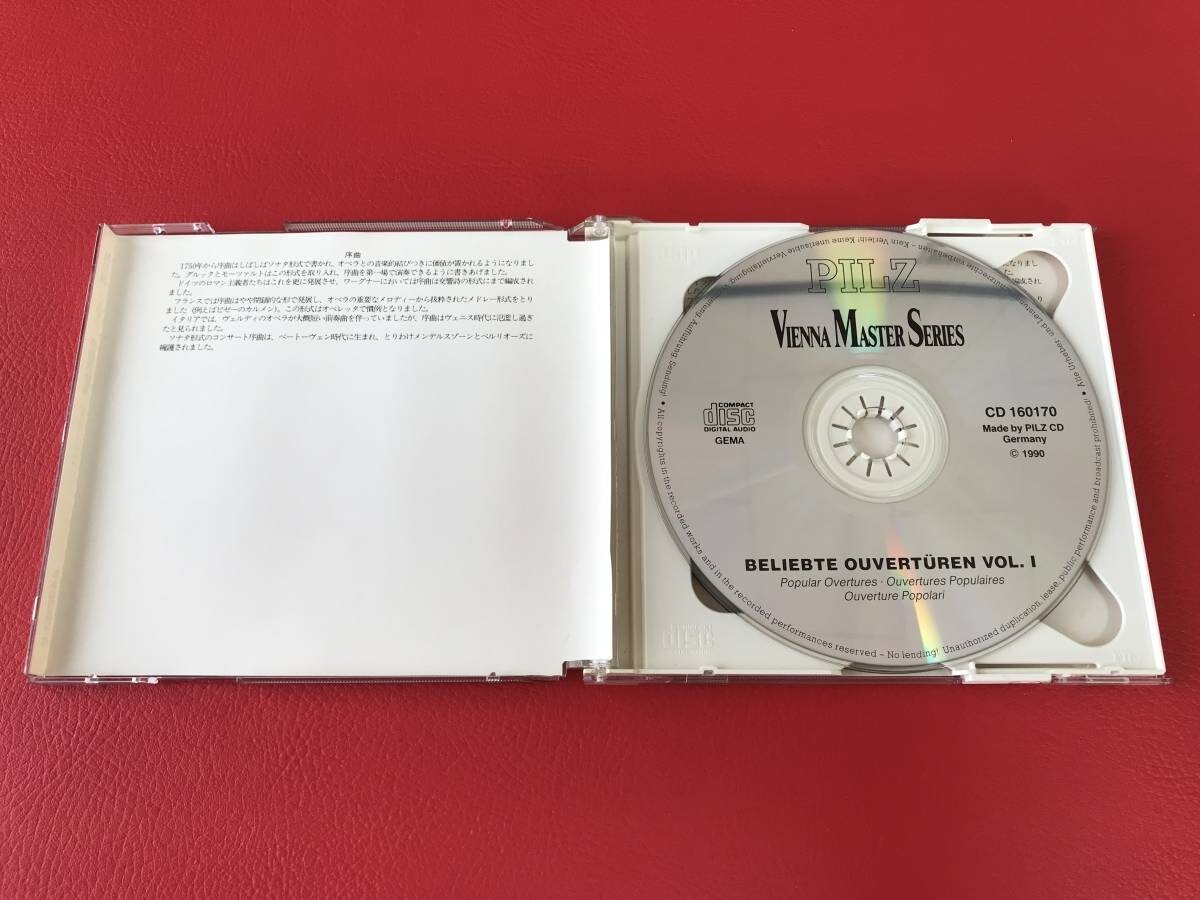 序曲
1750年から序曲はしばしばソナタ形式で書かれ、オペラとの音楽的結びつきに価値が置かれるようになりまし
た。グルックとモーツァルトはこの形式を取り入れ、序曲を第一場で演奏できるように書きあげました。
ドイツのロマン主義者たちはこれを更に発展させ、ワーグナーにおいては序曲は交響詩の形式にまで編成され
ました。
フランスでは序曲はやや閉鎖的な形で発展し、オペラの重要なメロディーから抜粋されたメドレー形式をとり
ました (例えばビゼーのカルメン)。この形式はオペレッタで慣例となりました。
イタリアでは、ヴェルディのオペラが大概短い前奏曲を伴っていましたが、序曲はヴェニス時代に氾濫し過ぎ
たと見られました。
ソナタ形式のコンサート序曲は、ベートーヴェン時代に生まれ、とりわけメンデルスゾーンとベルリオーズに
擁護されました。
PILZ
VIENNA MASTER SERIES
COMPACT
disc
DIGITAL AUDIO
GEMA
CD 160170
Made by PILZ CD
Germany
© 1990
BELIEBTE OUVERTÜREN VOL. I
Popular Overtures · Ouvertures Populaires
Ouverture Popolari
• All copyrights in the recorded works and in the recorded performances reserved – No lending! Unauthorized duplication, lease, public performance and broadcast prohibited! •
Alle Urheber- und Leistungsschutzrechte vorbehalten – Kein Verleih! Keine unerlaubte Vervielfältigung, Vermietung, Aufführung, Sendung!